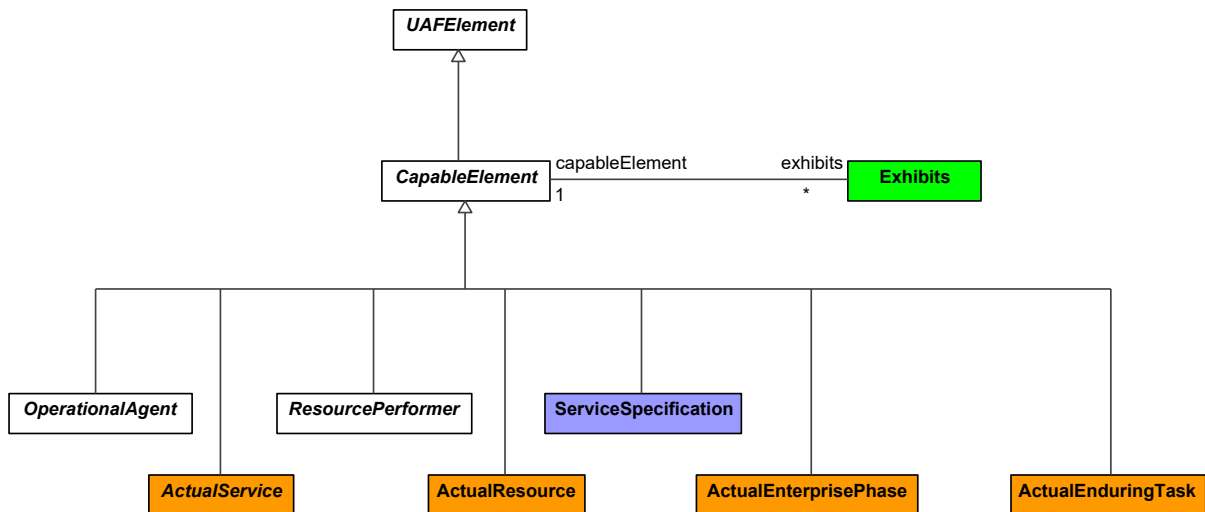 UAFElement
capableElement exhibits
CapableElement Exhibits
1 *
OperationalAgent ResourcePerformer ServiceSpecification
ActualService ActualResource ActualEnterprisePhase ActualEnduringTask